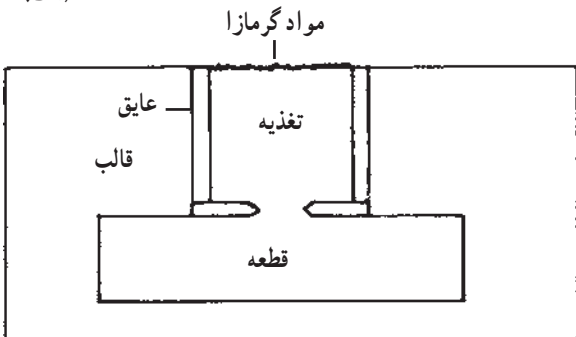 مواد گرمازا
عایق
تغذیه
قالب
قطعه